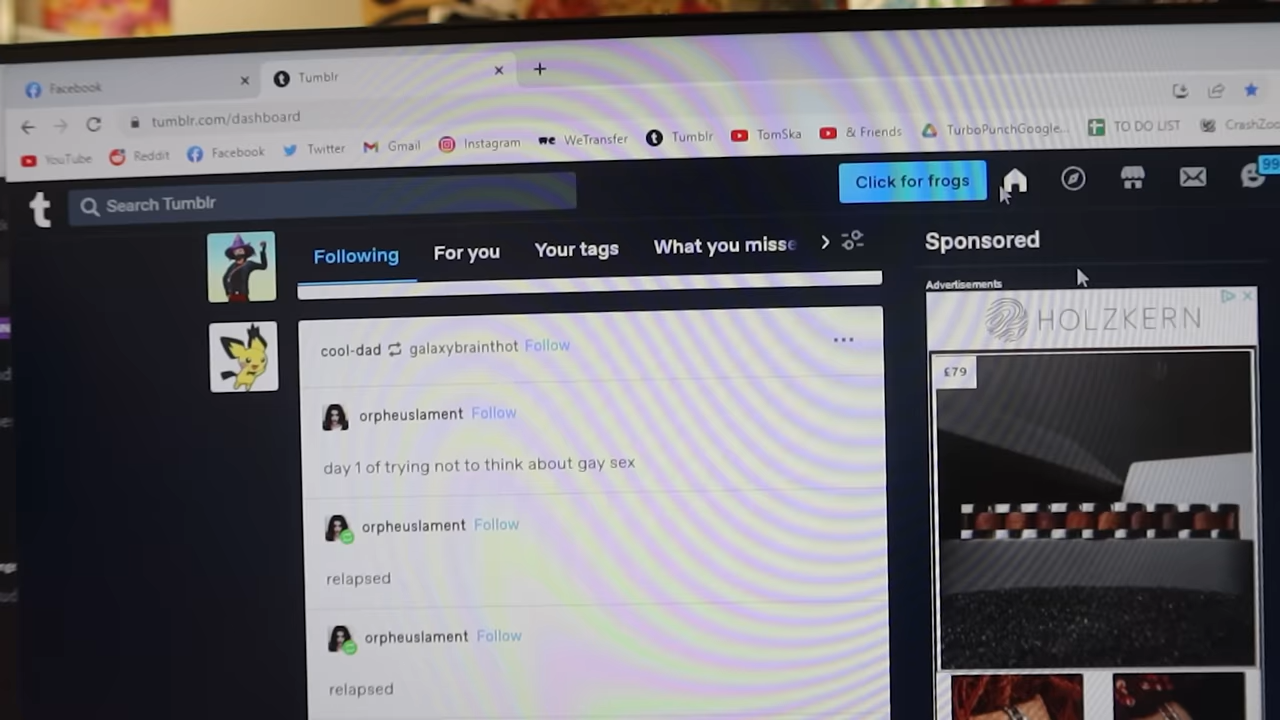 Facebook
Tumblr
tumblr.com/dashboard
YouTube
Reddit
Facebook
Twitter
Gmail
Instagram
we
WeTransfer
Tumblr
TomSka
& Friends
TurboPunchGoogle...
TO DO LIST
CrashZoo
t
Search Tumblr
Click for frogs
99
Following
For you
Your tags
What you misse
Sponsored
Advertisements
HOLZKERN
£79
cool-dad galaxybrainthot Follow
orpheuslament Follow
day 1 of trying not to think about gay sex
orpheuslament Follow
relapsed
orpheuslament Follow
relapsed